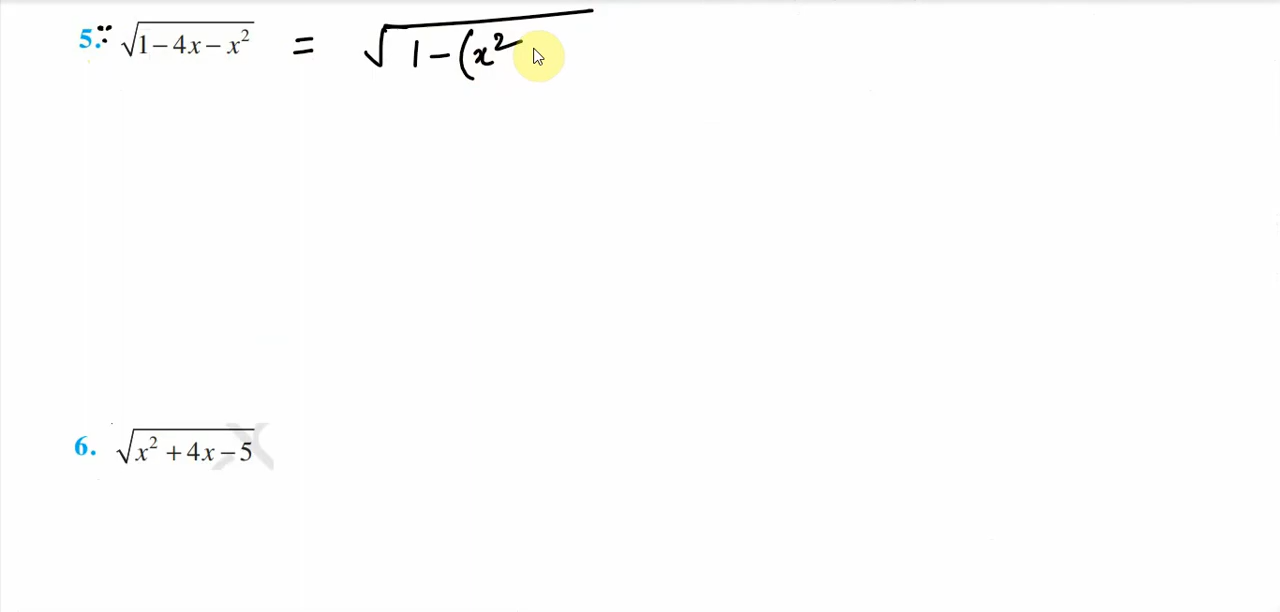 5. √(1 − 4x − x²) = √(1 − (x²
6. √(x² + 4x − 5)